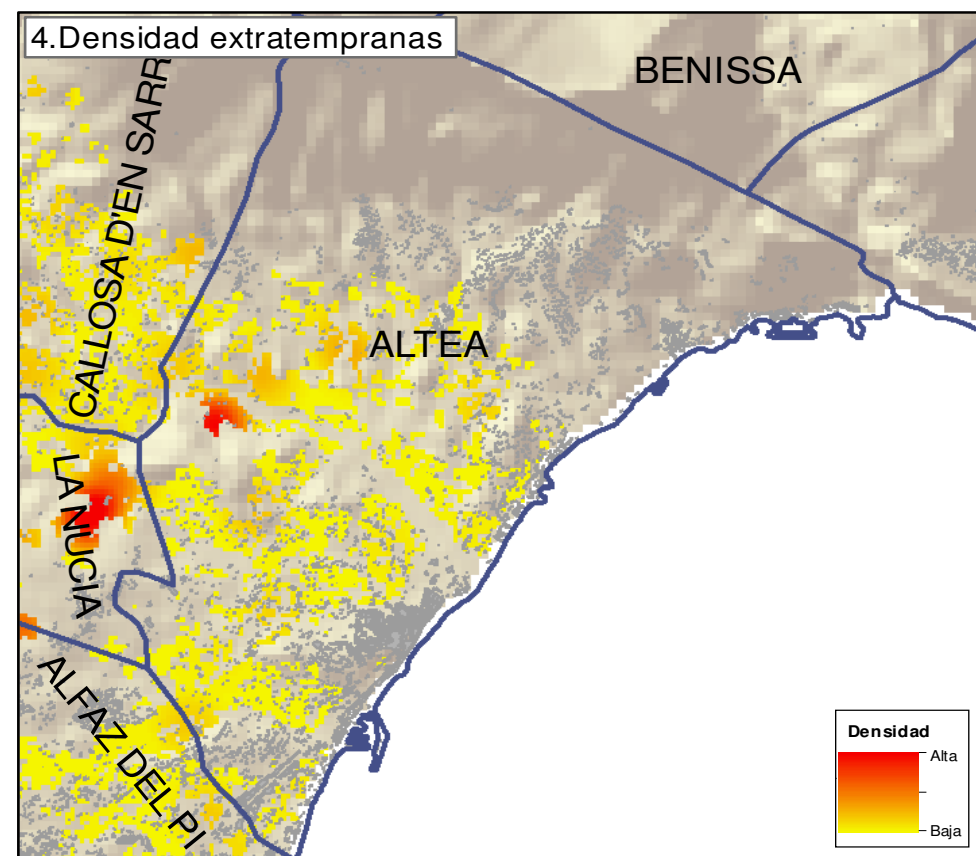 4.Densidad extratempranas
BENISSA
CALLOSA D'EN SARR
ALTEA
LA NUCIA
ALFAZ DEL PI
Densidad
Alta
Baja